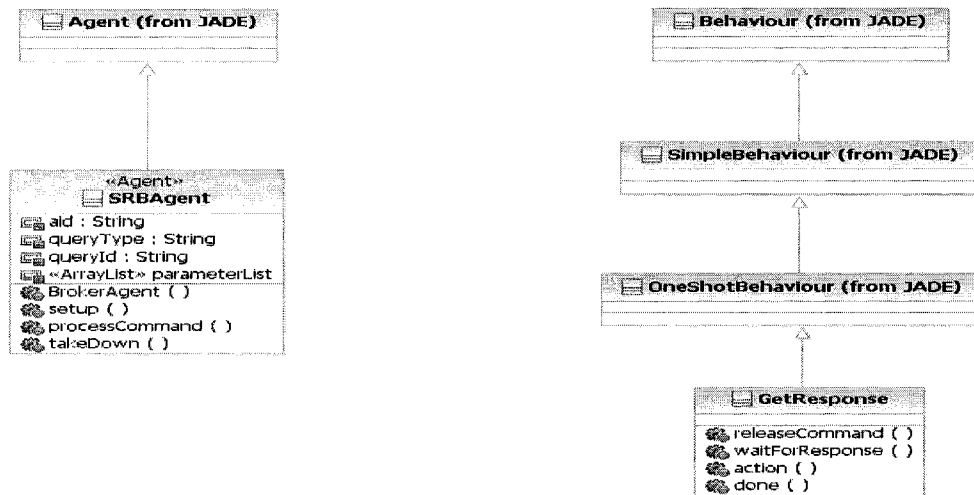 Agent (from JADE)
«Agent»
SRBAgent
aid : String
queryType : String
queryId : String
«ArrayList» parameterList
BrokerAgent ( )
setup ( )
processCommand ( )
takeDown ( )
Behaviour (from JADE)
SimpleBehaviour (from JADE)
OneShotBehaviour (from JADE)
GetResponse
releaseCommand ( )
waitForResponse ( )
action ( )
done ( )